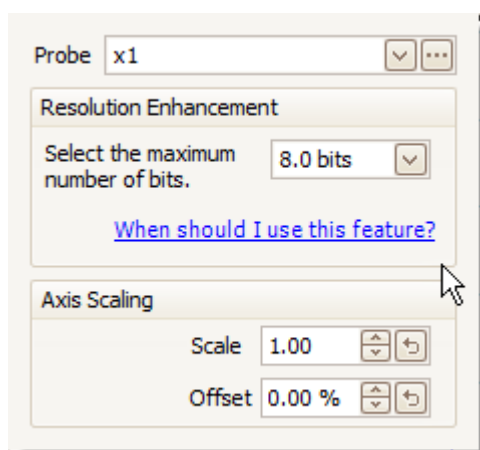 Probe x1
Resolution Enhancement
Select the maximum
number of bits.
8.0 bits
When should I use this feature?
Axis Scaling
Scale 1.00
Offset 0.00 %